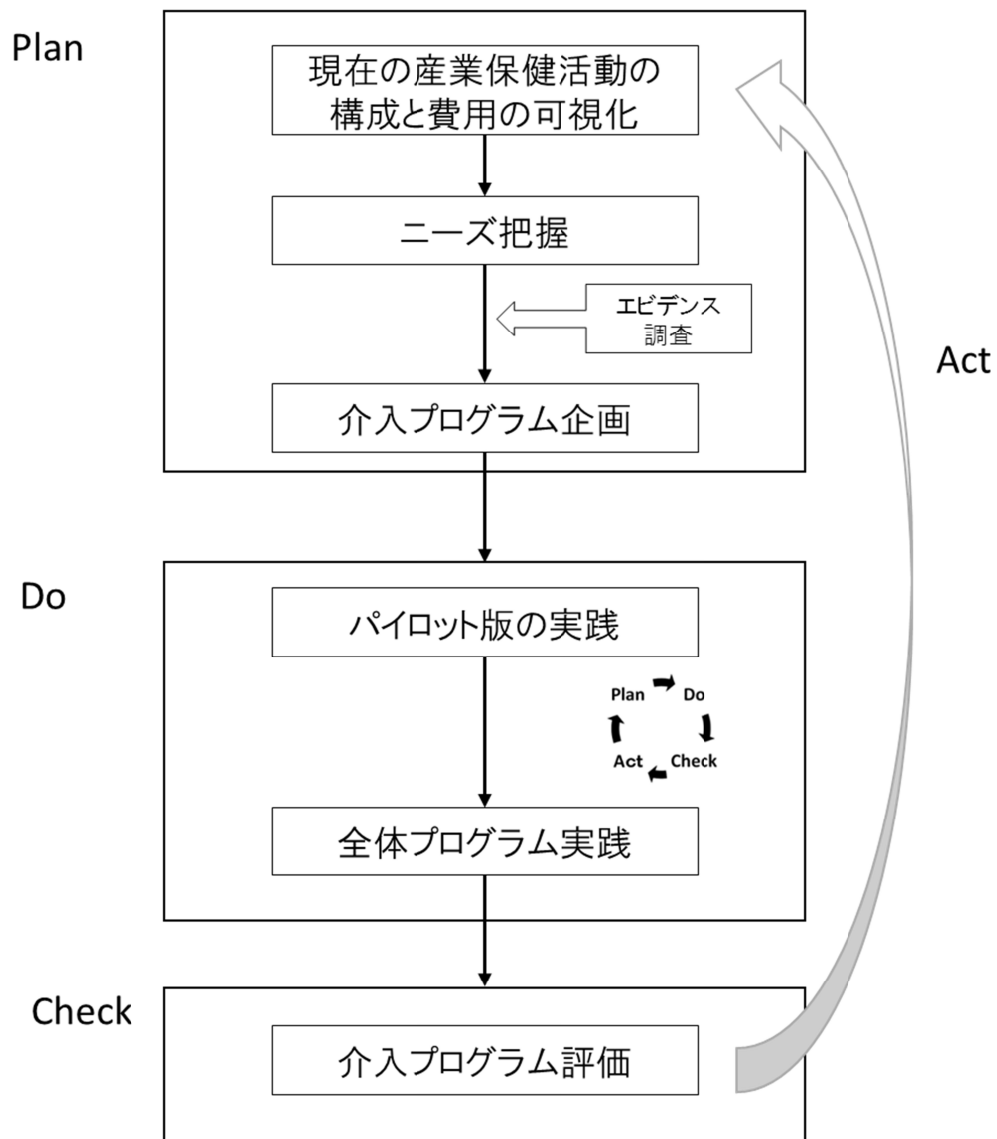 Plan
現在の産業保健活動の
構成と費用の可視化
ニーズ把握
エビデンス
調査
Act
介入プログラム企画
Do
パイロット版の実践
Plan
Do
Act
Check
全体プログラム実践
Check
介入プログラム評価